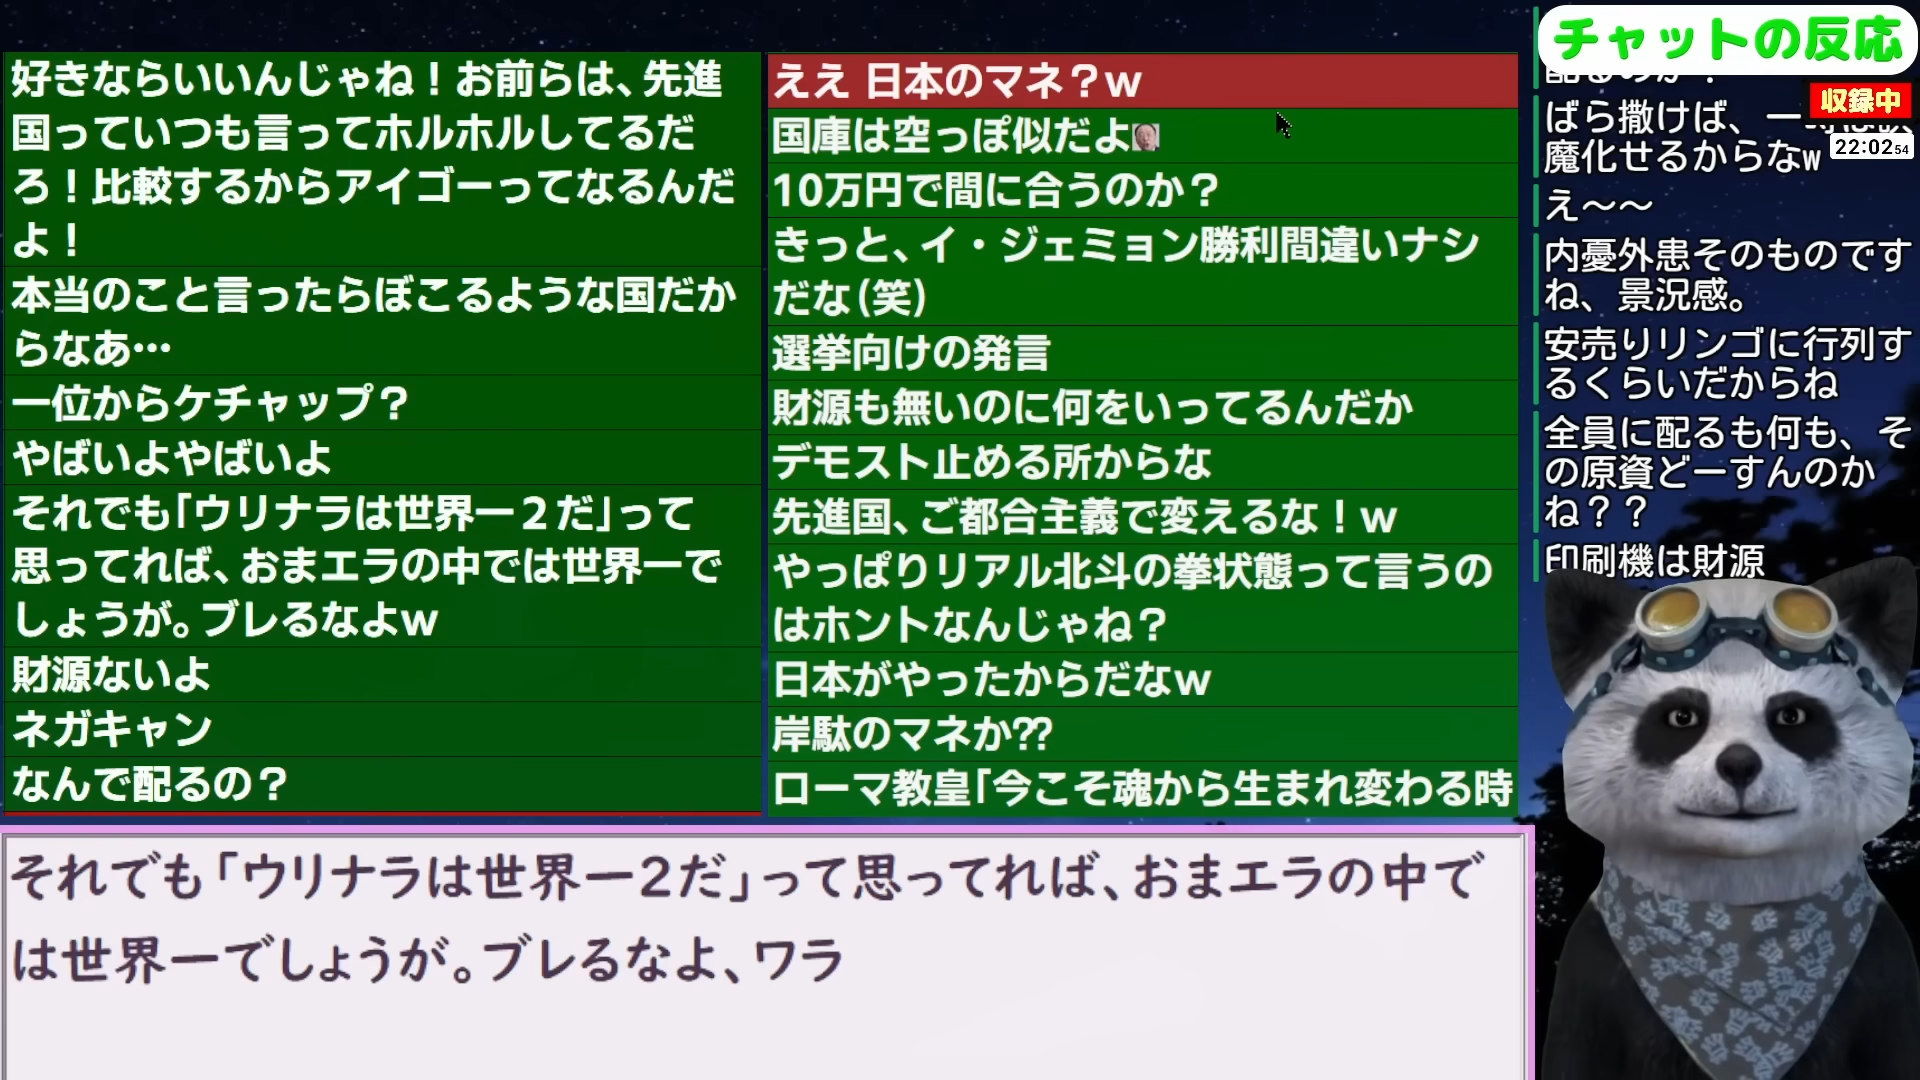 好きならいいんじゃね！お前らは、先進
国っていつも言ってホルホルしてるだ
ろ！比較するからアイゴーってなるんだ
よ！
本当のこと言ったらぼこるような国だか
らなあ…
一位からケチャップ？
やばいよやばいよ
それでも「ウリナラは世界一２だ」って
思ってれば、おまエラの中では世界一で
しょうが。ブレるなよw
財源ないよ
ネガキャン
なんで配るの？
ええ 日本のマネ？w
国庫は空っぽ似だよ
10万円で間に合うのか？
きっと、イ・ジェミョン勝利間違いナシ
だな(笑)
選挙向けの発言
財源も無いのに何をいってるんだか
デモスト止める所からな
先進国、ご都合主義で変えるな！w
やっぱりリアル北斗の拳状態って言うの
はホントなんじゃね？
日本がやったからだなw
岸駄のマネか⁇
ローマ教皇「今こそ魂から生まれ変わる時
チャットの反応
収録中
22:02 54
ばら撒けば、一
魔化せるからなw
え〜〜
内憂外患そのものです
ね、景況感。
安売りリンゴに行列す
るくらいだからね
全員に配るも何も、そ
の原資どーすんのか
ね？？
印刷機は財源
それでも「ウリナラは世界一２だ」って思ってれば、おまエラの中で
は世界一でしょうが。ブレるなよ、ワラ